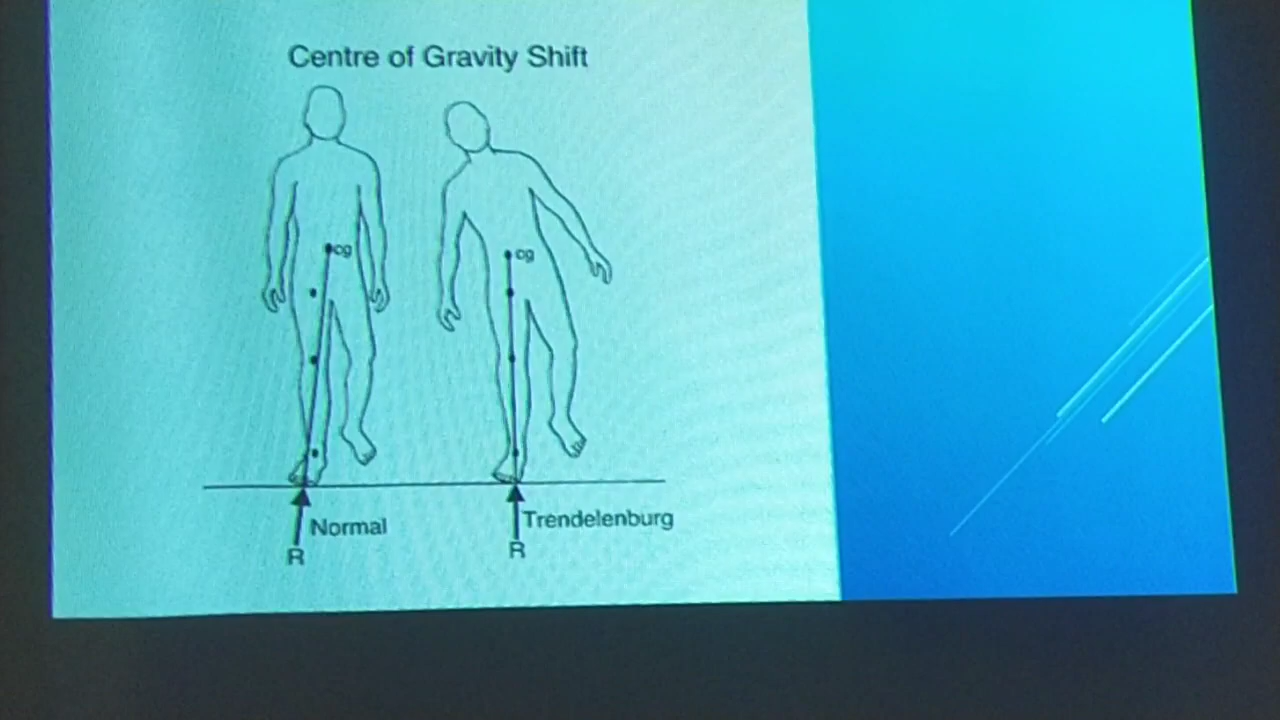 Centre of Gravity Shift
cg
cg
Normal
Trendelenburg
R
R